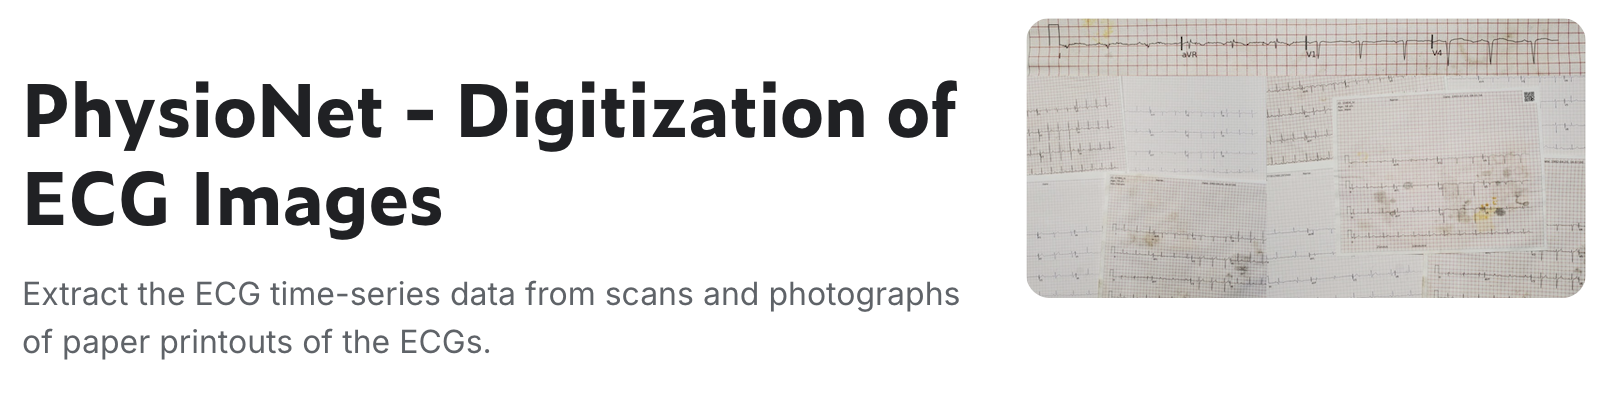 PhysioNet - Digitization of
ECG Images
Extract the ECG time-series data from scans and photographs
of paper printouts of the ECGs.
aVR
V1
V4